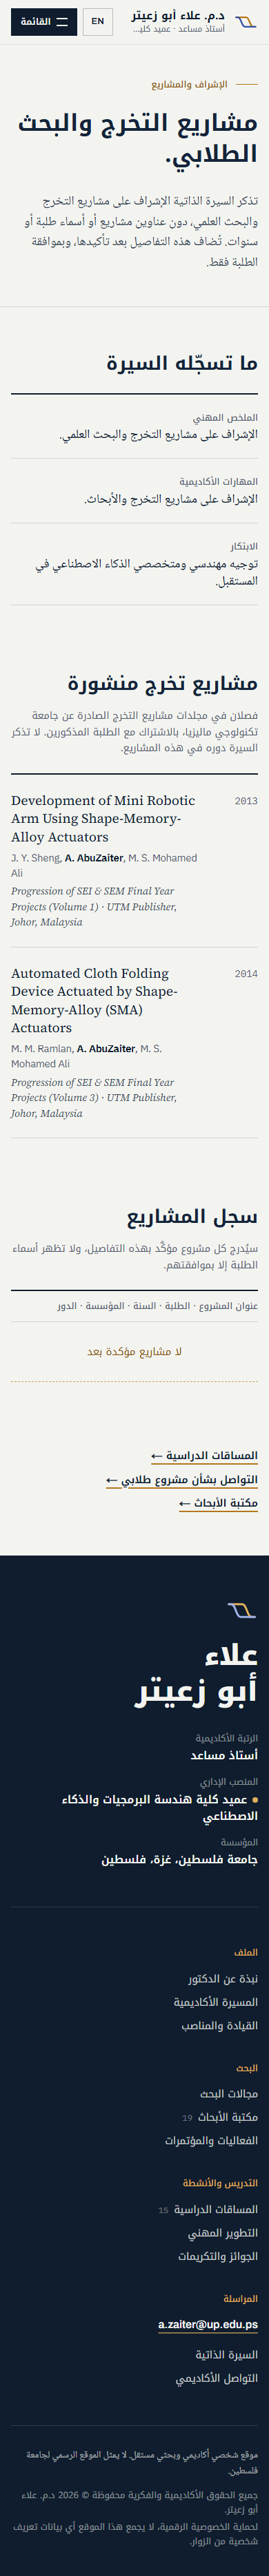 د.م. علاء أبو زعيتر
أستاذ مساعد · عميد كليـ...
EN
القائمة
الإشراف والمشاريع
مشاريع التخرج والبحث
الطلابي.
تذكر السيرة الذاتية الإشراف على مشاريع التخرج
والبحث العلمي، دون عناوين مشاريع أو أسماء طلبة أو
سنوات. تُضاف هذه التفاصيل بعد تأكيدها، وبموافقة
الطلبة فقط.
ما تسجّله السيرة
الملخص المهني
الإشراف على مشاريع التخرج والبحث العلمي.
المهارات الأكاديمية
الإشراف على مشاريع التخرج والأبحاث.
الابتكار
توجيه مهندسي ومتخصصي الذكاء الاصطناعي في
المستقبل.
مشاريع تخرج منشورة
فصلان في مجلدات مشاريع التخرج الصادرة عن جامعة
تكنولوجي ماليزيا، بالاشتراك مع الطلبة المذكورين. لا تذكر
السيرة دوره في هذه المشاريع.
2013
Development of Mini Robotic
Arm Using Shape-Memory-
Alloy Actuators
J. Y. Sheng, A. AbuZaiter, M. S. Mohamed
Ali
Progression of SEI & SEM Final Year
Projects (Volume 1) · UTM Publisher,
Johor, Malaysia
2014
Automated Cloth Folding
Device Actuated by Shape-
Memory-Alloy (SMA)
Actuators
M. M. Ramlan, A. AbuZaiter, M. S.
Mohamed Ali
Progression of SEI & SEM Final Year
Projects (Volume 3) · UTM Publisher,
Johor, Malaysia
سجل المشاريع
سيُدرج كل مشروع مؤكَّد بهذه التفاصيل، ولا تظهر أسماء
الطلبة إلا بموافقتهم.
عنوان المشروع · الطلبة · السنة · المؤسسة · الدور
لا مشاريع مؤكدة بعد
المساقات الدراسية ←
التواصل بشأن مشروع طلابي ←
مكتبة الأبحاث ←
علاء
أبو زعيتر
الرتبة الأكاديمية
أستاذ مساعد
المنصب الإداري
عميد كلية هندسة البرمجيات والذكاء
الاصطناعي
المؤسسة
جامعة فلسطين، غزة، فلسطين
الملف
نبذة عن الدكتور
المسيرة الأكاديمية
القيادة والمناصب
البحث
مجالات البحث
مكتبة الأبحاث 19
الفعاليات والمؤتمرات
التدريس والأنشطة
المساقات الدراسية 15
التطوير المهني
الجوائز والتكريمات
المراسلة
a.zaiter@up.edu.ps
السيرة الذاتية
التواصل الأكاديمي
موقع شخصي أكاديمي وبحثي مستقل. لا يمثل الموقع الرسمي لجامعة
فلسطين.
جميع الحقوق الأكاديمية والفكرية محفوظة © 2026 د.م. علاء
أبو زعيتر.
لحماية الخصوصية الرقمية، لا يجمع هذا الموقع أي بيانات تعريف
شخصية من الزوار.